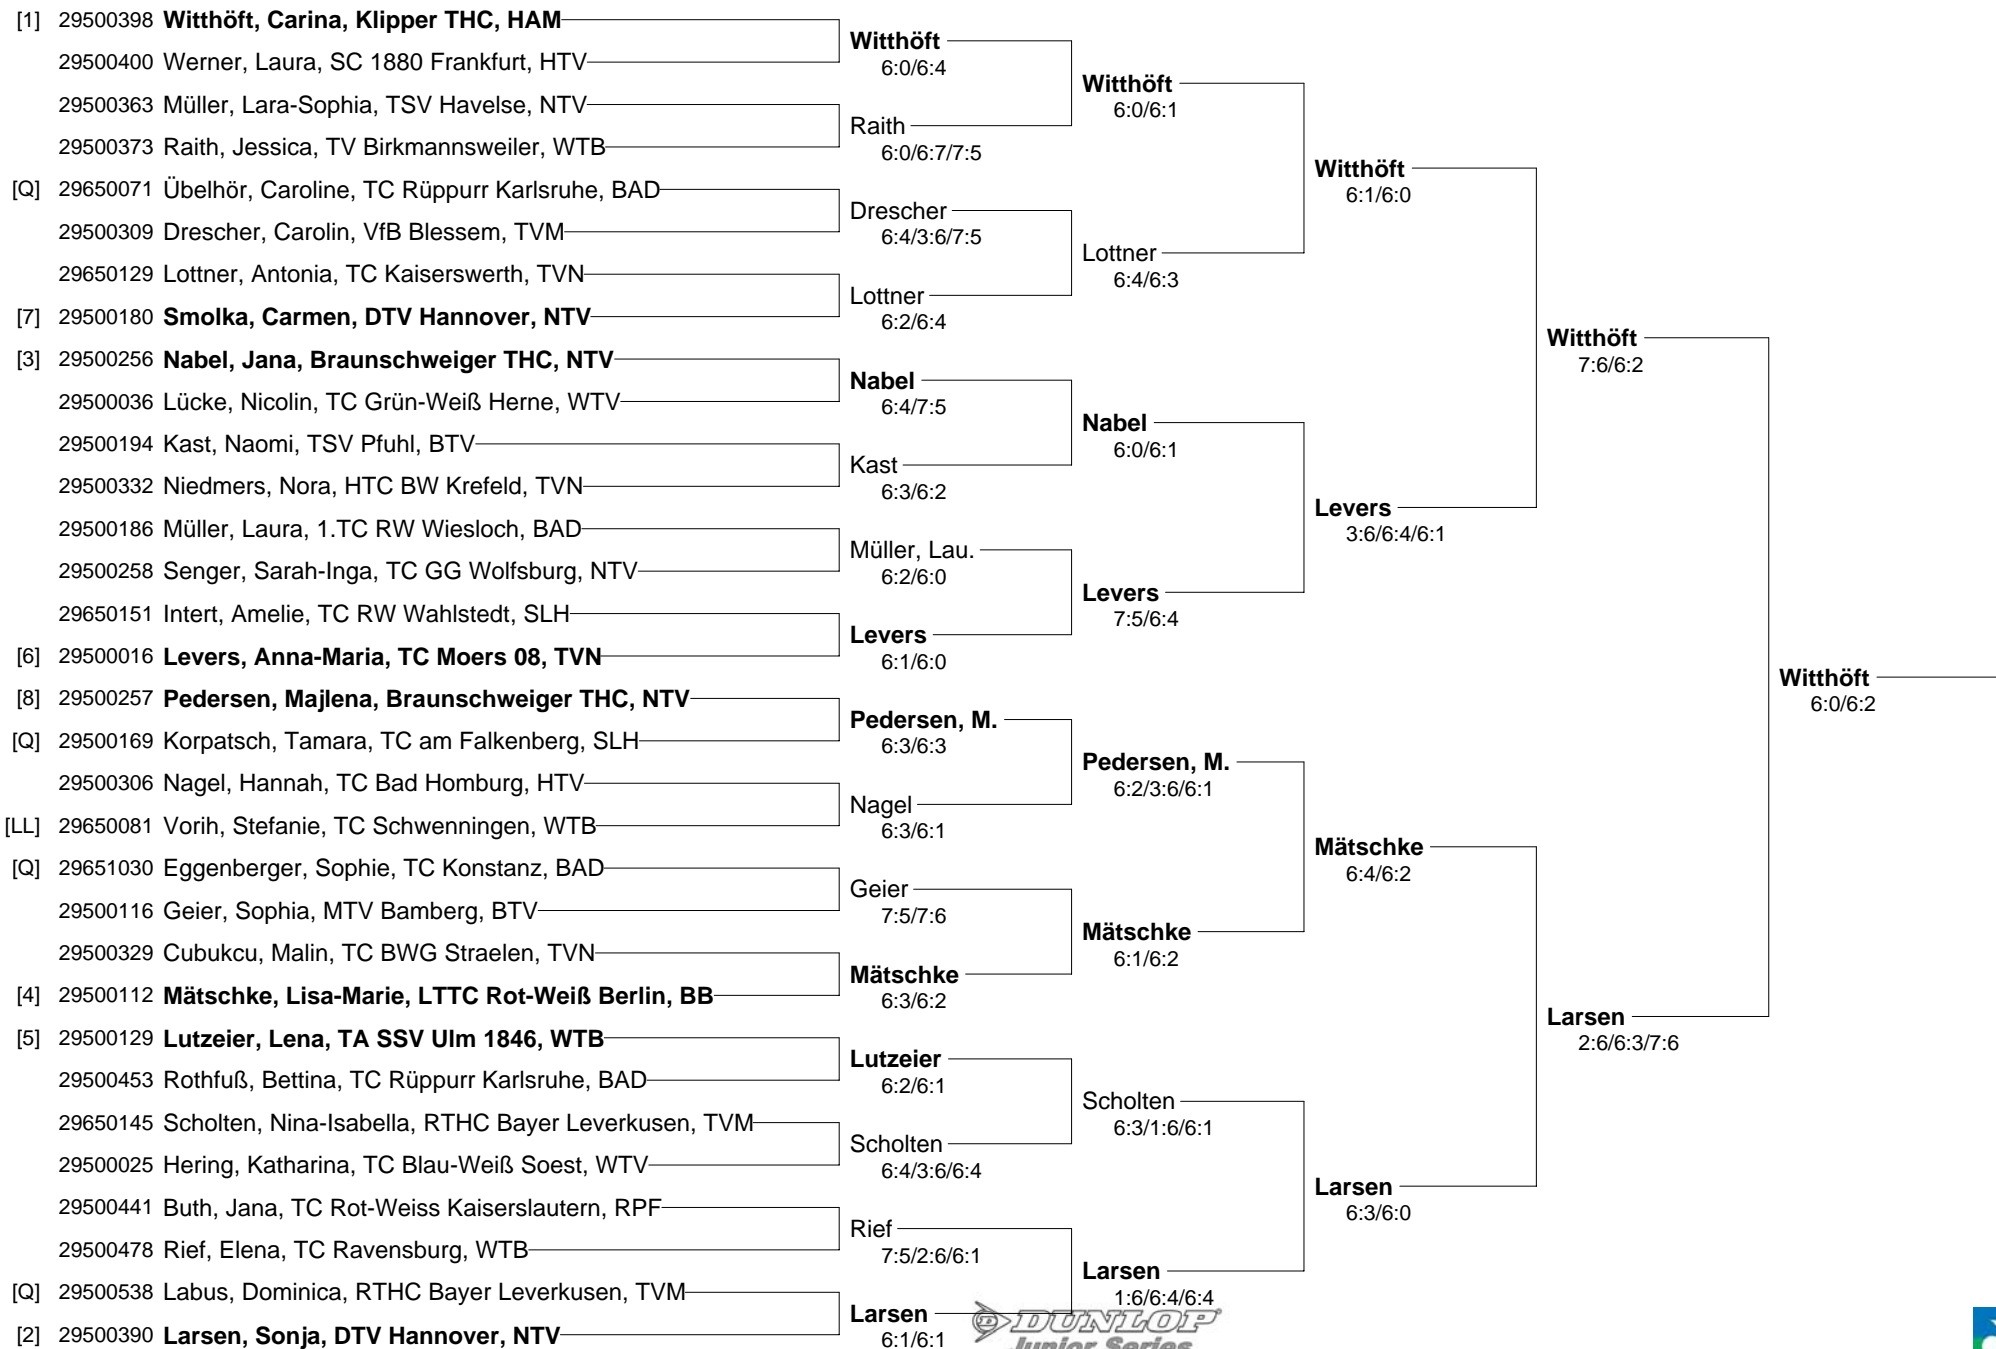 [1] 29500398 Witthöft, Carina, Klipper THC, HAM
29500400 Werner, Laura, SC 1880 Frankfurt, HTV
29500363 Müller, Lara-Sophia, TSV Havelse, NTV
29500373 Raith, Jessica, TV Birkmannsweiler, WTB
[Q] 29650071 Übelhör, Caroline, TC Rüppurr Karlsruhe, BAD
29500309 Drescher, Carolin, VfB Blessem, TVM
29650129 Lottner, Antonia, TC Kaiserswerth, TVN
[7] 29500180 Smolka, Carmen, DTV Hannover, NTV
[3] 29500256 Nabel, Jana, Braunschweiger THC, NTV
29500036 Lücke, Nicolin, TC Grün-Weiß Herne, WTV
29500194 Kast, Naomi, TSV Pfuhl, BTV
29500332 Niedmers, Nora, HTC BW Krefeld, TVN
29500186 Müller, Laura, 1.TC RW Wiesloch, BAD
29500258 Senger, Sarah-Inga, TC GG Wolfsburg, NTV
29650151 Intert, Amelie, TC RW Wahlstedt, SLH
[6] 29500016 Levers, Anna-Maria, TC Moers 08, TVN
[8] 29500257 Pedersen, Majlena, Braunschweiger THC, NTV
[Q] 29500169 Korpatsch, Tamara, TC am Falkenberg, SLH
29500306 Nagel, Hannah, TC Bad Homburg, HTV
[LL] 29650081 Vorih, Stefanie, TC Schwenningen, WTB
[Q] 29651030 Eggenberger, Sophie, TC Konstanz, BAD
29500116 Geier, Sophia, MTV Bamberg, BTV
29500329 Cubukcu, Malin, TC BWG Straelen, TVN
[4] 29500112 Mätschke, Lisa-Marie, LTTC Rot-Weiß Berlin, BB
[5] 29500129 Lutzeier, Lena, TA SSV Ulm 1846, WTB
29500453 Rothfuß, Bettina, TC Rüppurr Karlsruhe, BAD
29650145 Scholten, Nina-Isabella, RTHC Bayer Leverkusen, TVM
29500025 Hering, Katharina, TC Blau-Weiß Soest, WTV
29500441 Buth, Jana, TC Rot-Weiss Kaiserslautern, RPF
29500478 Rief, Elena, TC Ravensburg, WTB
[Q] 29500538 Labus, Dominica, RTHC Bayer Leverkusen, TVM
[2] 29500390 Larsen, Sonja, DTV Hannover, NTV
Witthöft
6:0/6:4
Raith
6:0/6:7/7:5
Drescher
6:4/3:6/7:5
Lottner
6:2/6:4
Nabel
6:4/7:5
Kast
6:3/6:2
Müller, Lau.
6:2/6:0
Levers
6:1/6:0
Pedersen, M.
6:3/6:3
Nagel
6:3/6:1
Geier
7:5/7:6
Mätschke
6:3/6:2
Lutzeier
6:2/6:1
Scholten
6:4/3:6/6:4
Rief
7:5/2:6/6:1
Larsen
6:1/6:1
Witthöft
6:0/6:1
Lottner
6:4/6:3
Nabel
6:0/6:1
Levers
7:5/6:4
Pedersen, M.
6:2/3:6/6:1
Mätschke
6:1/6:2
Scholten
6:3/1:6/6:1
Larsen
1:6/6:4/6:4
Witthöft
6:1/6:0
Levers
3:6/6:4/6:1
Mätschke
6:4/6:2
Larsen
6:3/6:0
Witthöft
7:6/6:2
Larsen
2:6/6:3/7:6
Witthöft
6:0/6:2
DUNLOP
Junior Series